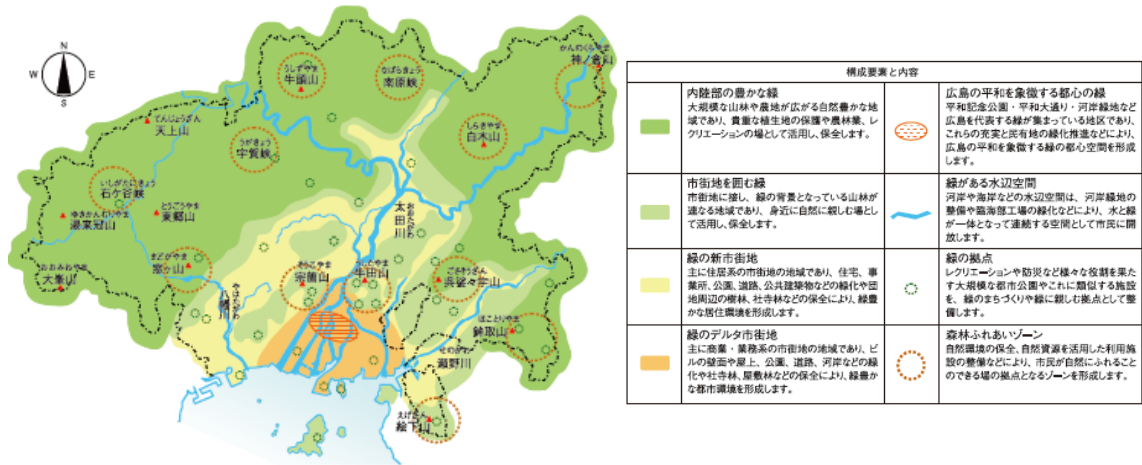 N
W
E
S
かんのくらやま
神ノ倉山
うしずやま
牛頭山
なばらきょう
南原峡
てんじょうざん
天上山
しらきやま
白木山
うがきょう
宇賀峡
いしがたにきょう
石ケ谷峡
とうごうやま
東郷山
ゆきかんむりやま
湯来冠山
おおたがわ
太田川
まどがやま
窓ヶ山
おおみねやま
大峯山
やはたがわ
八幡川
そうこやま
宗箇山
うしたやま
牛田山
ごさそうざん
呉娑々宇山
ほことりやま
鉾取山
せのがわ
瀬野川
えげさん
絵下山
構成要素と内容
内陸部の豊かな緑
大規模な山林や農地が広がる自然豊かな地
域であり、貴重な植生地の保護や農林業、レ
クリエーションの場として活用し、保全します。
広島の平和を象徴する都心の緑
平和記念公園・平和大通り・河岸緑地など
広島を代表する緑が集まっている地区であり、
これらの充実と民有地の緑化推進などにより、
広島の平和を象徴する緑の都心空間を形成
します。
市街地を囲む緑
市街地に接し、緑の背景となっている山林が
連なる地域であり、身近に自然に親しむ場とし
て活用し、保全します。
緑がある水辺空間
河岸や海岸などの水辺空間は、河岸緑地の
整備や臨海部工場の緑化などにより、水と緑
が一体となって連続する空間として市民に開
放します。
緑の新市街地
主に住居系の市街地の地域であり、住宅、事
業所、公園、道路、公共建築物などの緑化や団
地周辺の樹林、社寺林などの保全により、緑豊
かな居住環境を形成します。
緑の拠点
レクリエーションや防災など様々な役割を果た
す大規模な都市公園やこれに類似する施設
を、緑のまちづくりや緑に親しむ拠点として整
備します。
緑のデルタ市街地
主に商業・業務系の市街地の地域であり、ビ
ルの壁面や屋上、公園、道路、河岸などの緑
化や社寺林、屋敷林などの保全により、緑豊か
な都市環境を形成します。
森林ふれあいゾーン
自然環境の保全、自然資源を活用した利用施
設の整備などにより、市民が自然にふれること
のできる場の拠点となるゾーンを形成します。